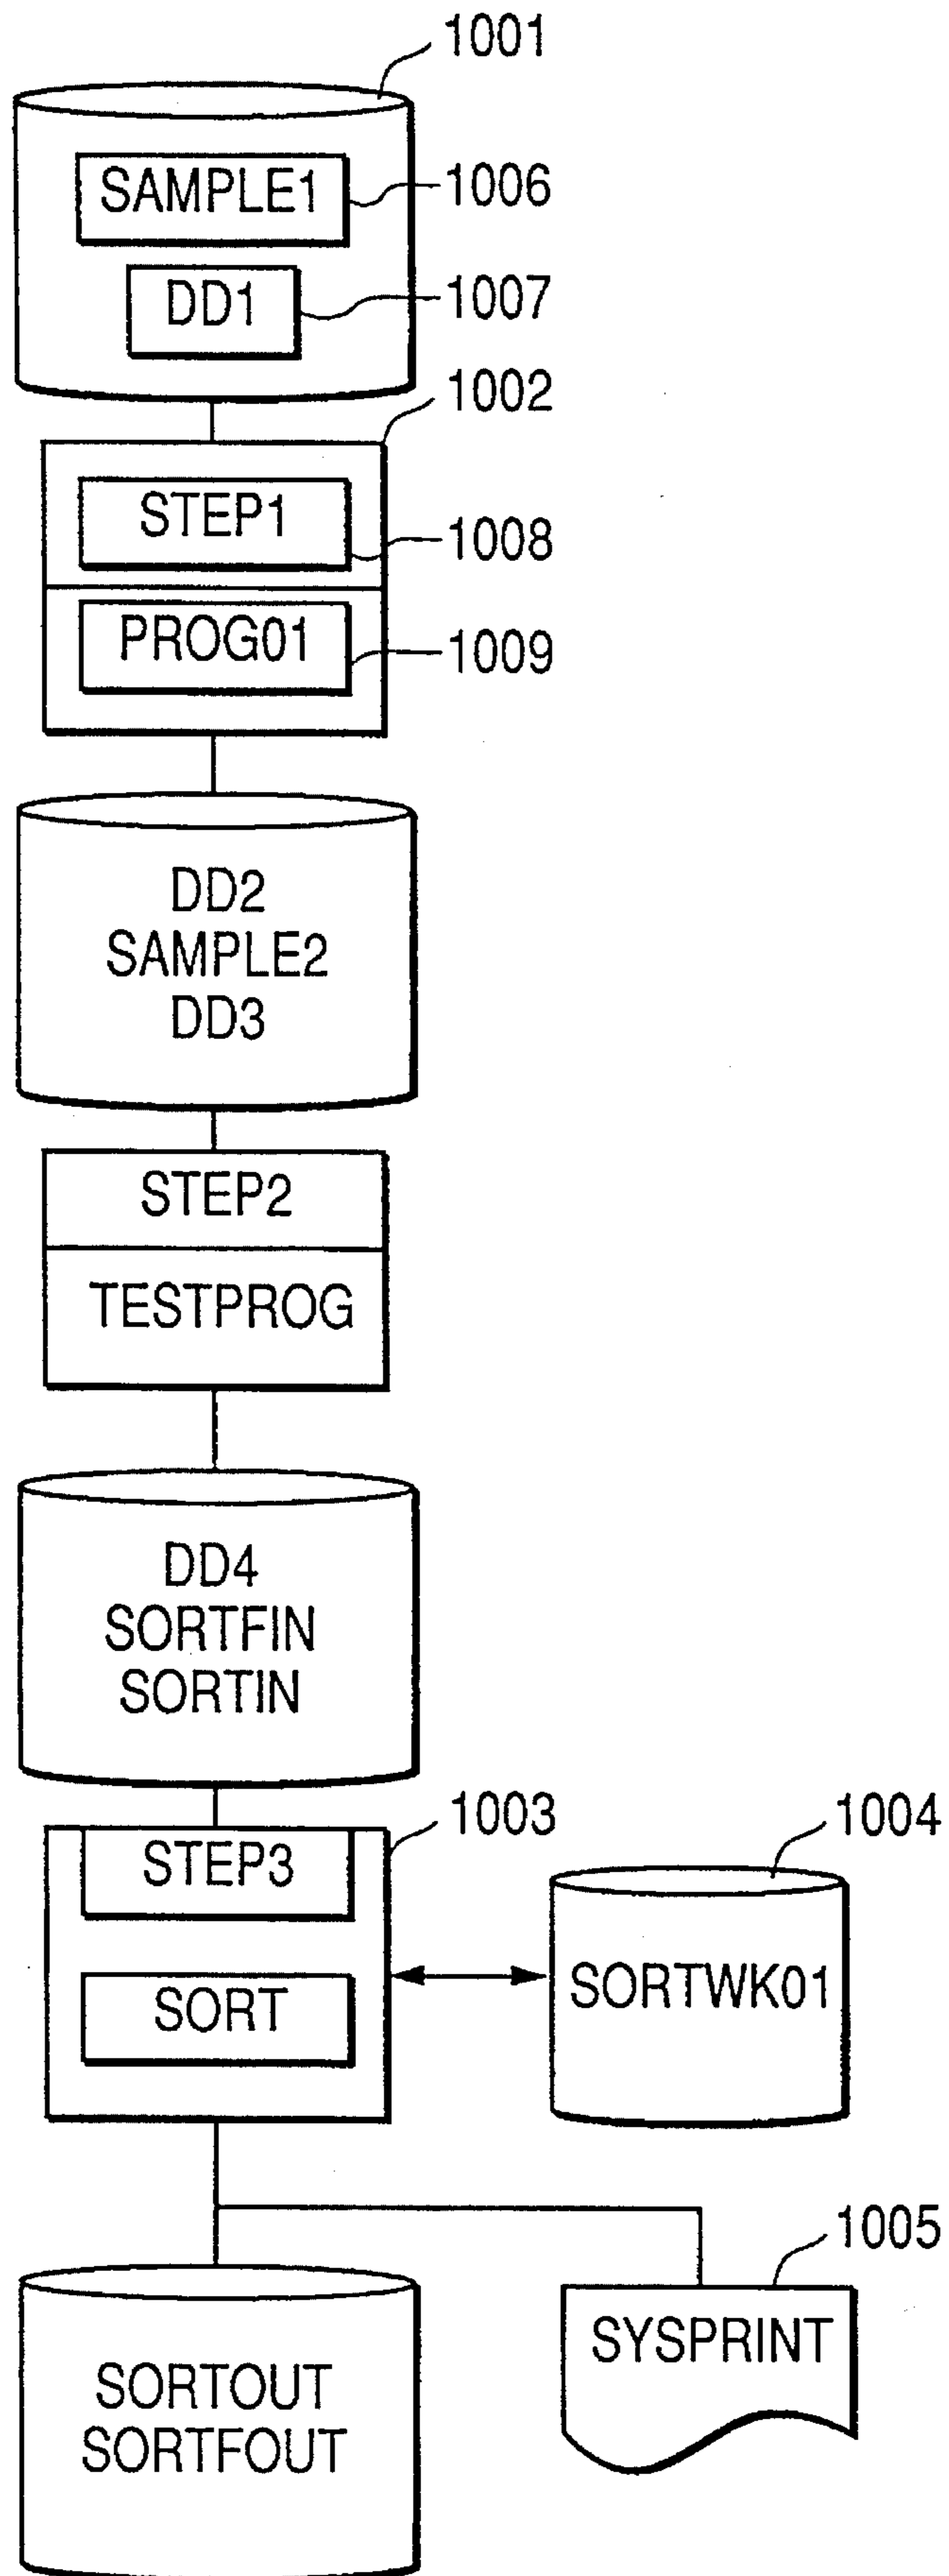 1001
SAMPLE1
1006
DD1
1007
1002
STEP1
1008
PROG01
1009
DD2
SAMPLE2
DD3
STEP2
TESTPROG
DD4
SORTFIN
SORTIN
1003
1004
STEP3
SORTWK01
SORT
1005
SYSPRINT
SORTOUT
SORTFOUT